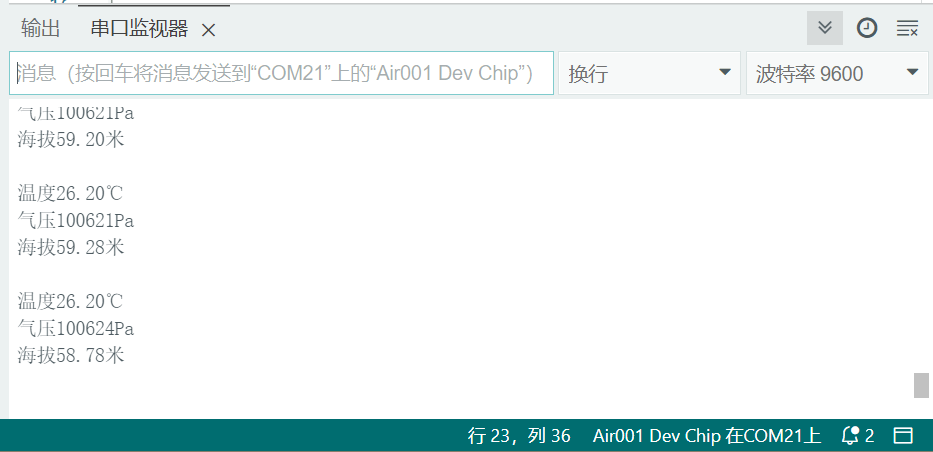 输出 串口监视器
消息（按回车将消息发送到“COM21”上的“Air001 Dev Chip”） 换行 波特率 9600
气压100621Pa
海拔59.20米
温度26.20℃
气压100621Pa
海拔59.28米
温度26.20℃
气压100624Pa
海拔58.78米
行 23，列 36 Air001 Dev Chip 在COM21上 2